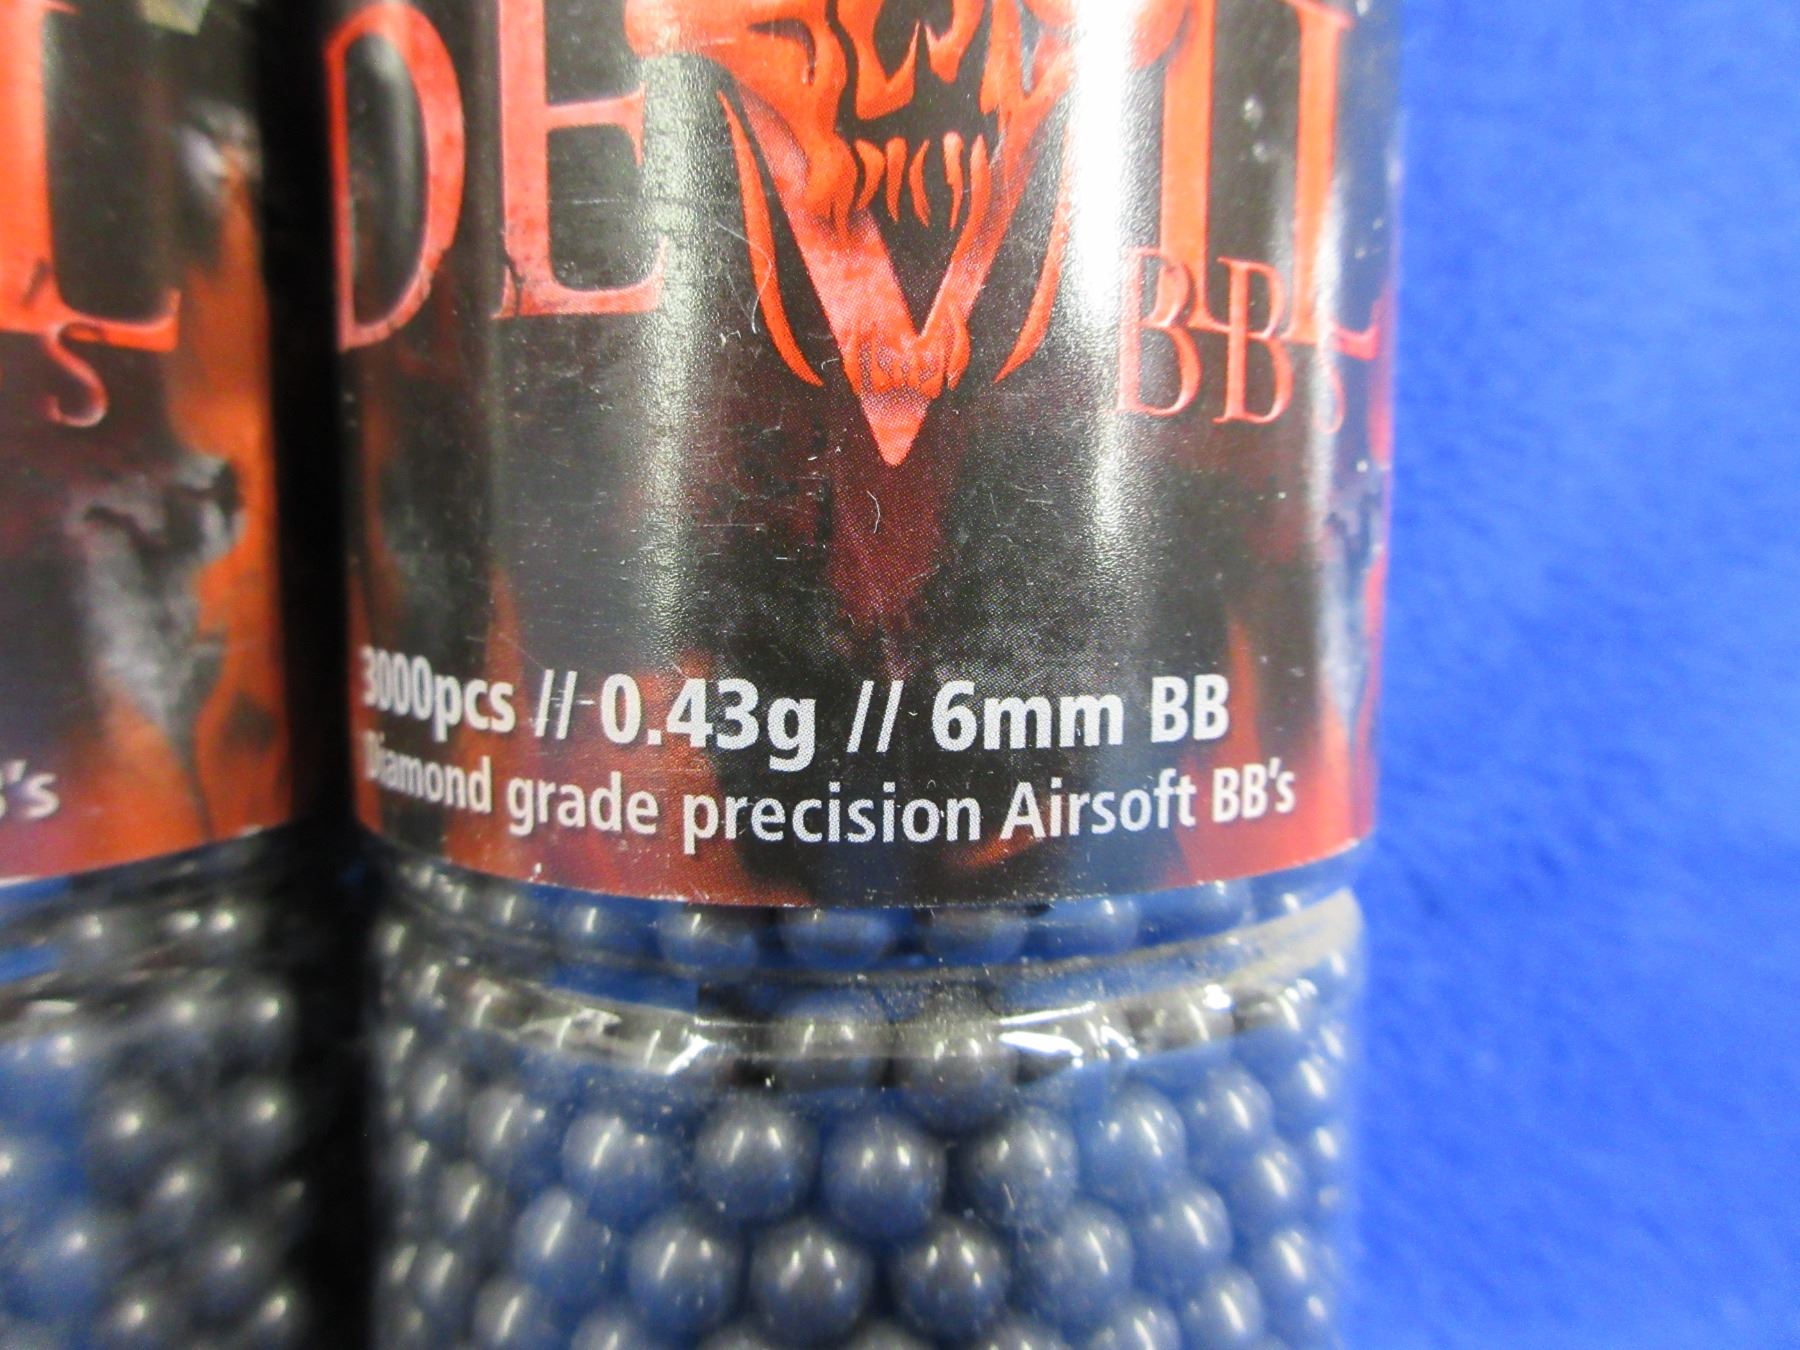 DEVIL
BB's
3000pcs // 0.43g // 6mm BB
Diamond grade precision Airsoft BB's
L
's
's